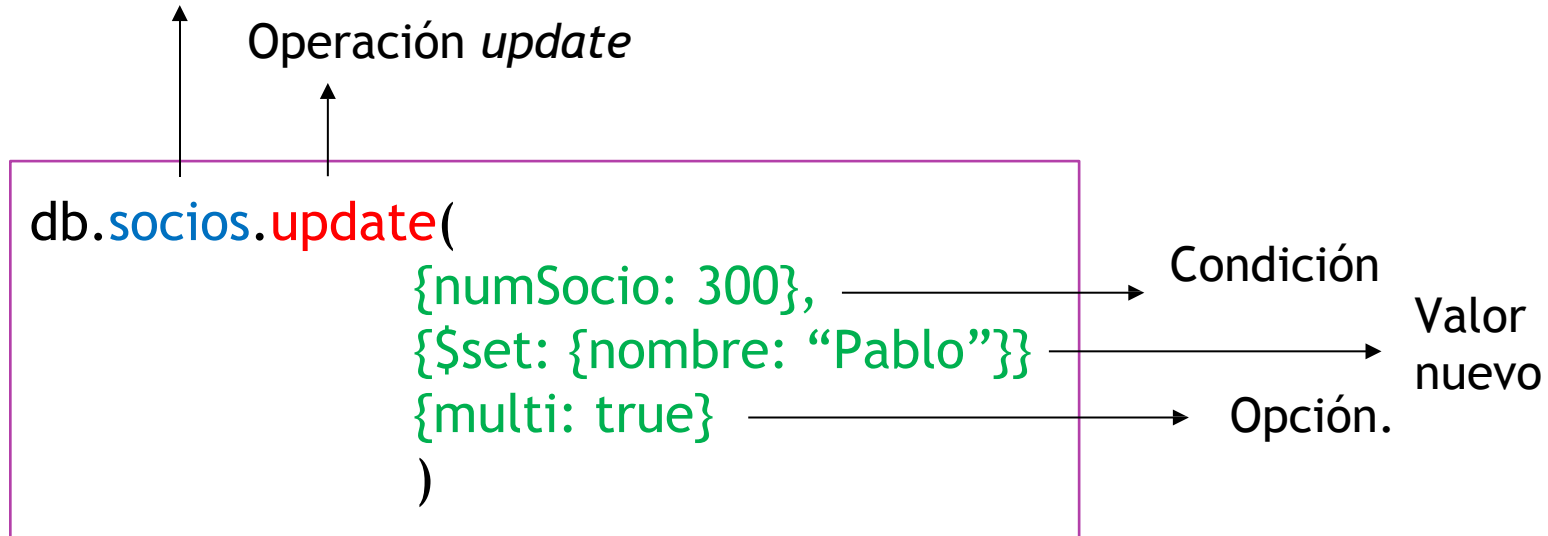 Operación update
db.socios.update(
{numSocio: 300},
Condición
{$set: {nombre: “Pablo”}}
Valor
nuevo
{multi: true}
Opción.
)